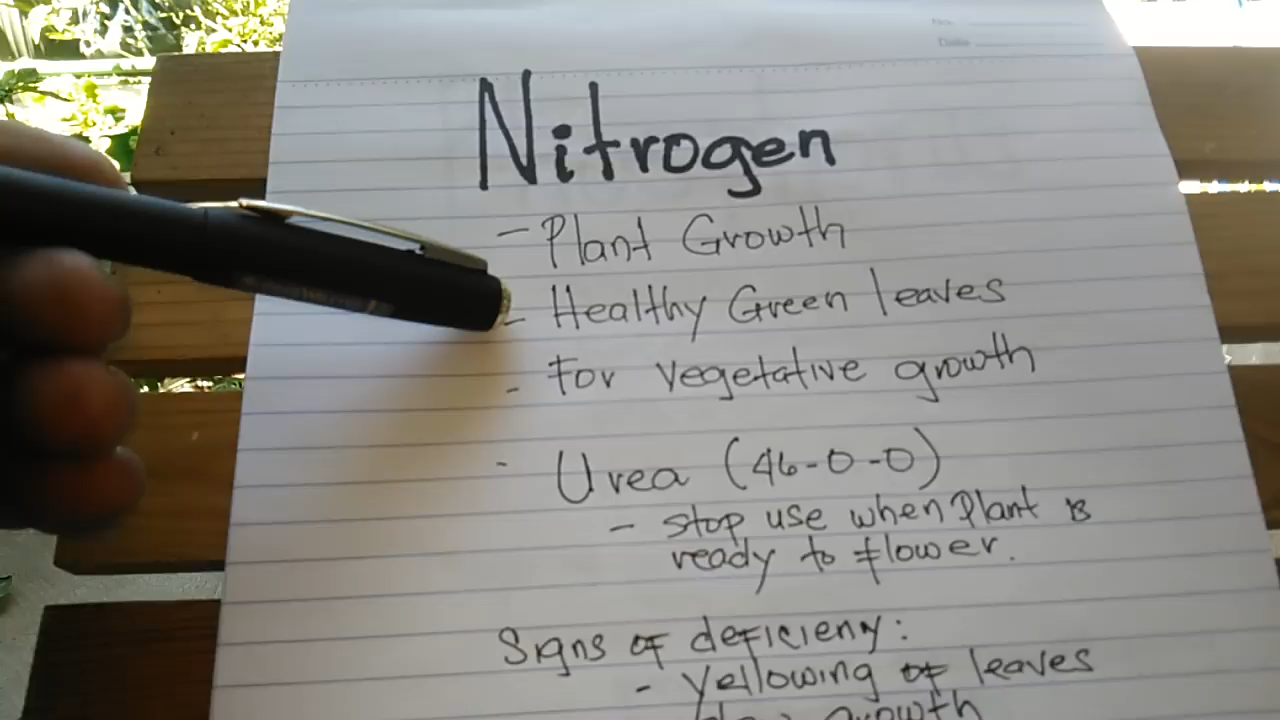 Nitrogen
- Plant Growth
- Healthy Green leaves
- For vegetative growth
- Urea (46-0-0)
- stop use when Plant is
ready to flower.
Signs of deficieny:
- yellowing of leaves
growth